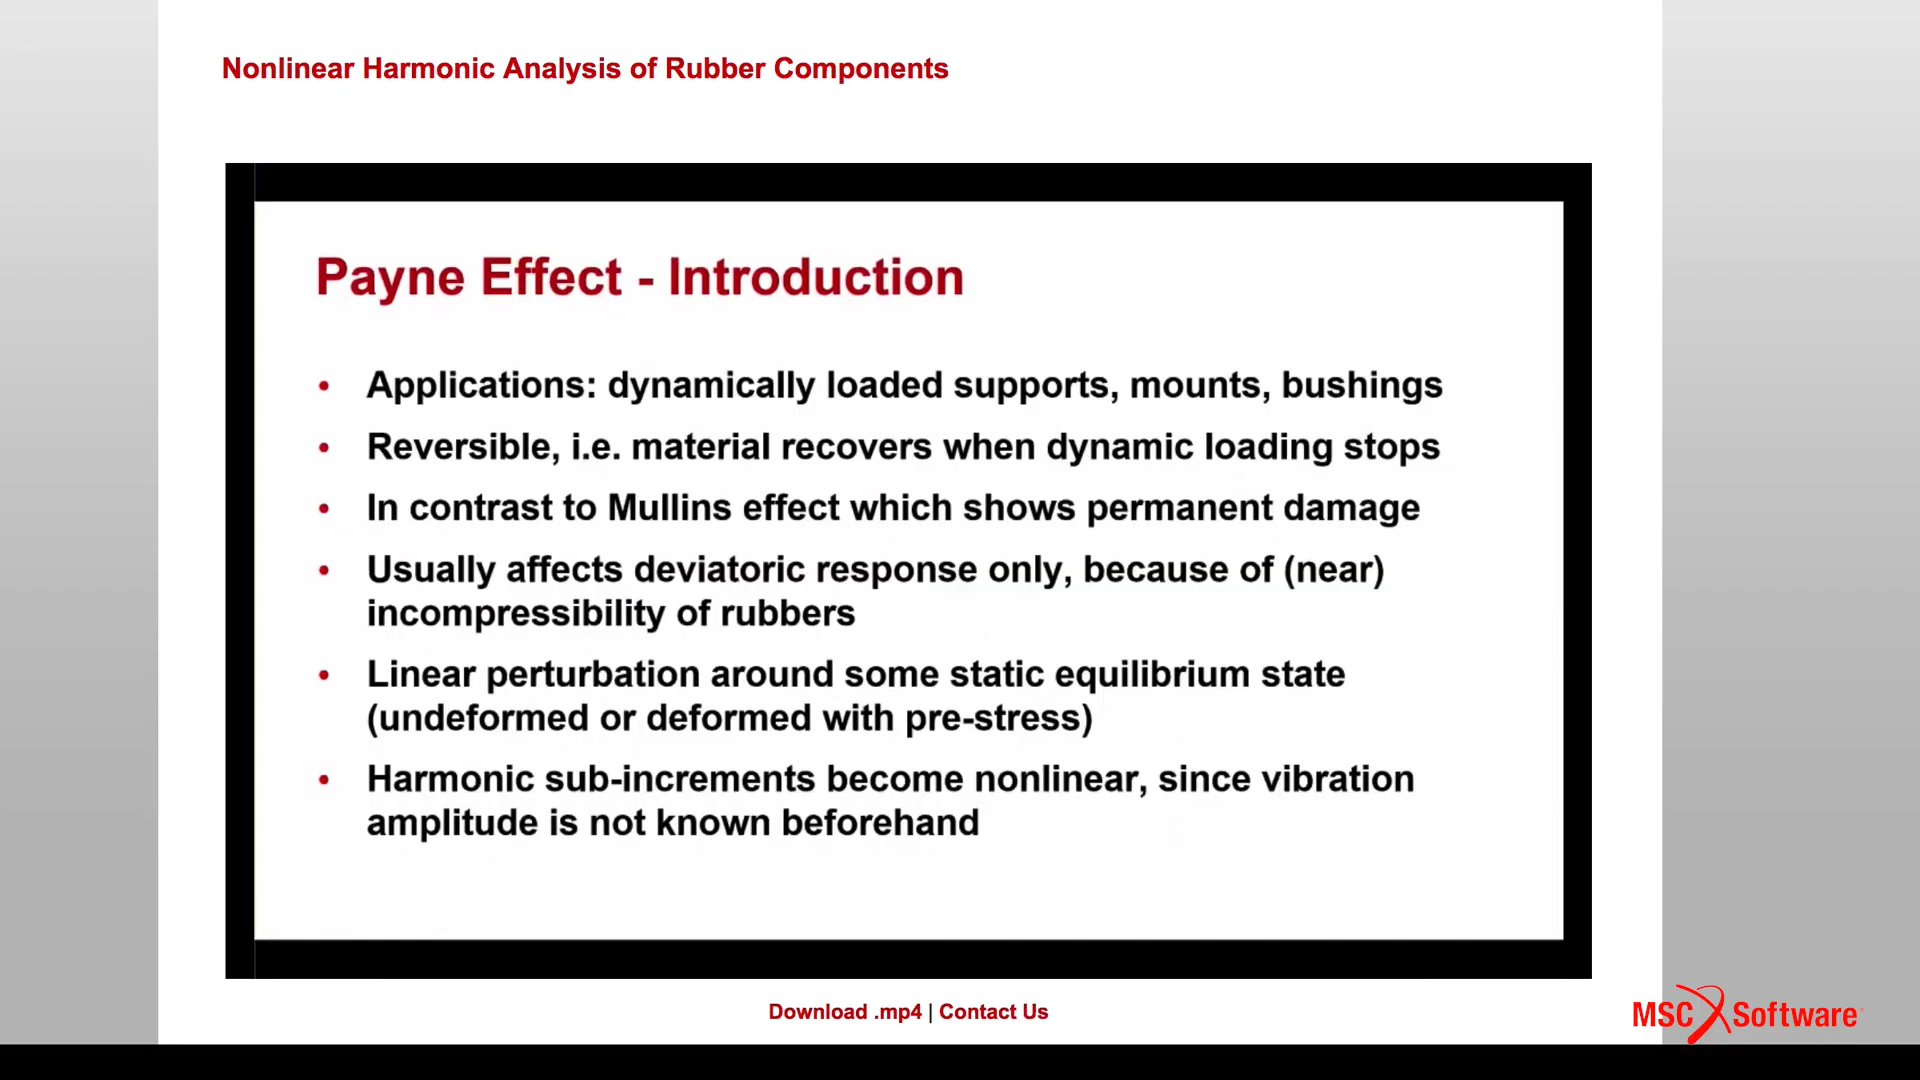 Nonlinear Harmonic Analysis of Rubber Components
Payne Effect - Introduction
• Applications: dynamically loaded supports, mounts, bushings
• Reversible, i.e. material recovers when dynamic loading stops
• In contrast to Mullins effect which shows permanent damage
• Usually affects deviatoric response only, because of (near)
incompressibility of rubbers
• Linear perturbation around some static equilibrium state
(undeformed or deformed with pre-stress)
• Harmonic sub-increments become nonlinear, since vibration
amplitude is not known beforehand
Download .mp4 | Contact Us
MSC Software